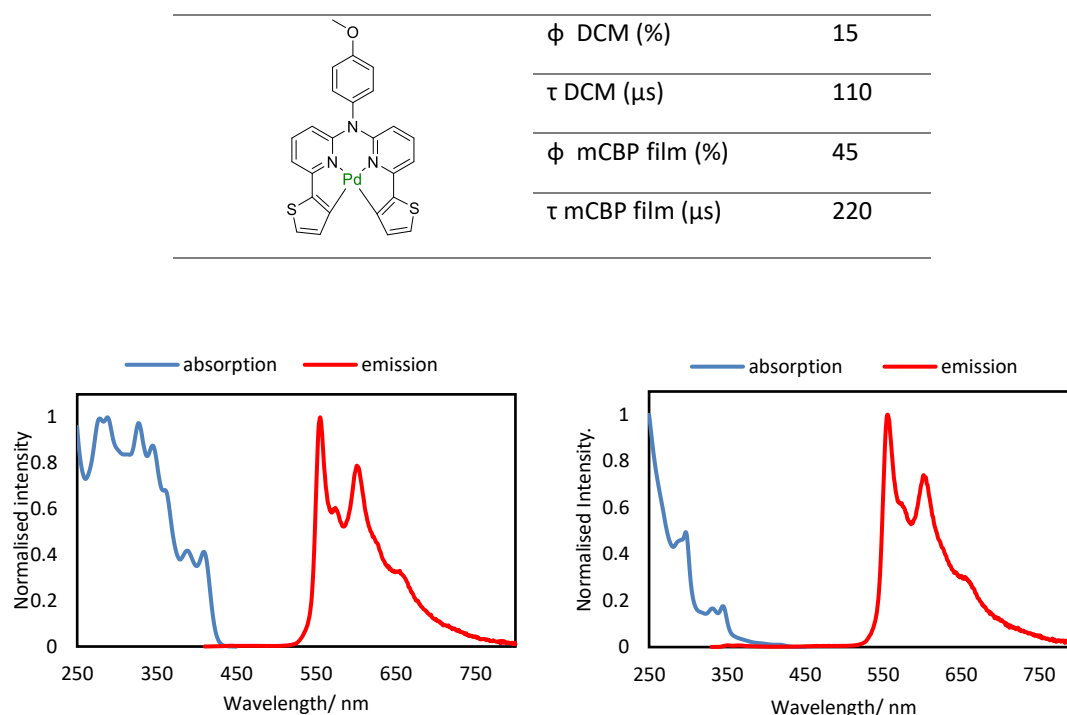 O
N
N
N
Pd
S
S
ϕ DCM (%) 15
τ DCM (µs) 110
ϕ mCBP film (%) 45
τ mCBP film (µs) 220
absorption emission
Normalised intensity
1
0.8
0.6
0.4
0.2
0
250 350 450 550 650 750
Wavelength/ nm
absorption emission
Normalised Intensity.
1
0.8
0.6
0.4
0.2
0
250 350 450 550 650 750
Wavelength/ nm